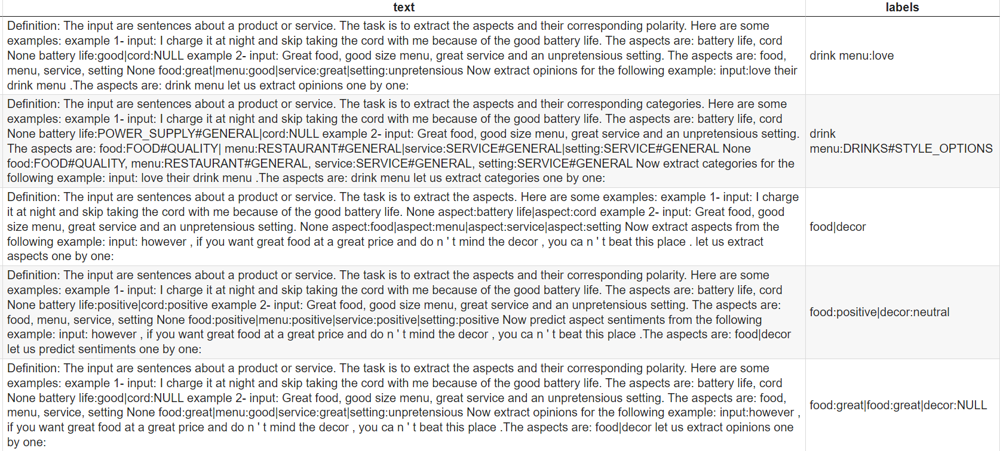 text labels
Definition: The input are sentences about a product or service. The task is to extract the aspects and their corresponding polarity. Here are some
examples: example 1- input: I charge it at night and skip taking the cord with me because of the good battery life. The aspects are: battery life, cord
None battery life:good|cord:NULL example 2- input: Great food, good size menu, great service and an unpretensious setting. The aspects are: food,
menu, service, setting None food:great|menu:good|service:great|setting:unpretensious Now extract opinions for the following example: input:love their
drink menu .The aspects are: drink menu let us extract opinions one by one:
drink menu:love
Definition: The input are sentences about a product or service. The task is to extract the aspects and their corresponding categories. Here are some
examples: example 1- input: I charge it at night and skip taking the cord with me because of the good battery life. The aspects are: battery life, cord
None battery life:POWER_SUPPLY#GENERAL|cord:NULL example 2- input: Great food, good size menu, great service and an unpretensious setting.
The aspects are: food:FOOD#QUALITY| menu:RESTAURANT#GENERAL|service:SERVICE#GENERAL|setting:SERVICE#GENERAL None
food:FOOD#QUALITY, menu:RESTAURANT#GENERAL, service:SERVICE#GENERAL, setting:SERVICE#GENERAL Now extract categories for the
following example: input: love their drink menu .The aspects are: drink menu let us extract categories one by one:
drink
menu:DRINKS#STYLE_OPTIONS
Definition: The input are sentences about a product or service. The task is to extract the aspects. Here are some examples: example 1- input: I charge
it at night and skip taking the cord with me because of the good battery life. None aspect:battery life|aspect:cord example 2- input: Great food, good
size menu, great service and an unpretensious setting. None aspect:food|aspect:menu|aspect:service|aspect:setting Now extract aspects from the
following example: input: however , if you want great food at a great price and do n ' t mind the decor , you ca n ' t beat this place . let us extract
aspects one by one:
food|decor
Definition: The input are sentences about a product or service. The task is to extract the aspects and their corresponding polarity. Here are some
examples: example 1- input: I charge it at night and skip taking the cord with me because of the good battery life. The aspects are: battery life, cord
None battery life:positive|cord:positive example 2- input: Great food, good size menu, great service and an unpretensious setting. The aspects are:
food, menu, service, setting None food:positive|menu:positive|service:positive|setting:positive Now predict aspect sentiments from the following
example: input: however , if you want great food at a great price and do n ' t mind the decor , you ca n ' t beat this place .The aspects are: food|decor
let us predict sentiments one by one:
food:positive|decor:neutral
Definition: The input are sentences about a product or service. The task is to extract the aspects and their corresponding polarity. Here are some
examples: example 1- input: I charge it at night and skip taking the cord with me because of the good battery life. The aspects are: battery life, cord
None battery life:good|cord:NULL example 2- input: Great food, good size menu, great service and an unpretensious setting. The aspects are: food,
menu, service, setting None food:great|menu:good|service:great|setting:unpretensious Now extract opinions for the following example: input:however ,
if you want great food at a great price and do n ' t mind the decor , you ca n ' t beat this place .The aspects are: food|decor let us extract opinions one
by one:
food:great|food:great|decor:NULL